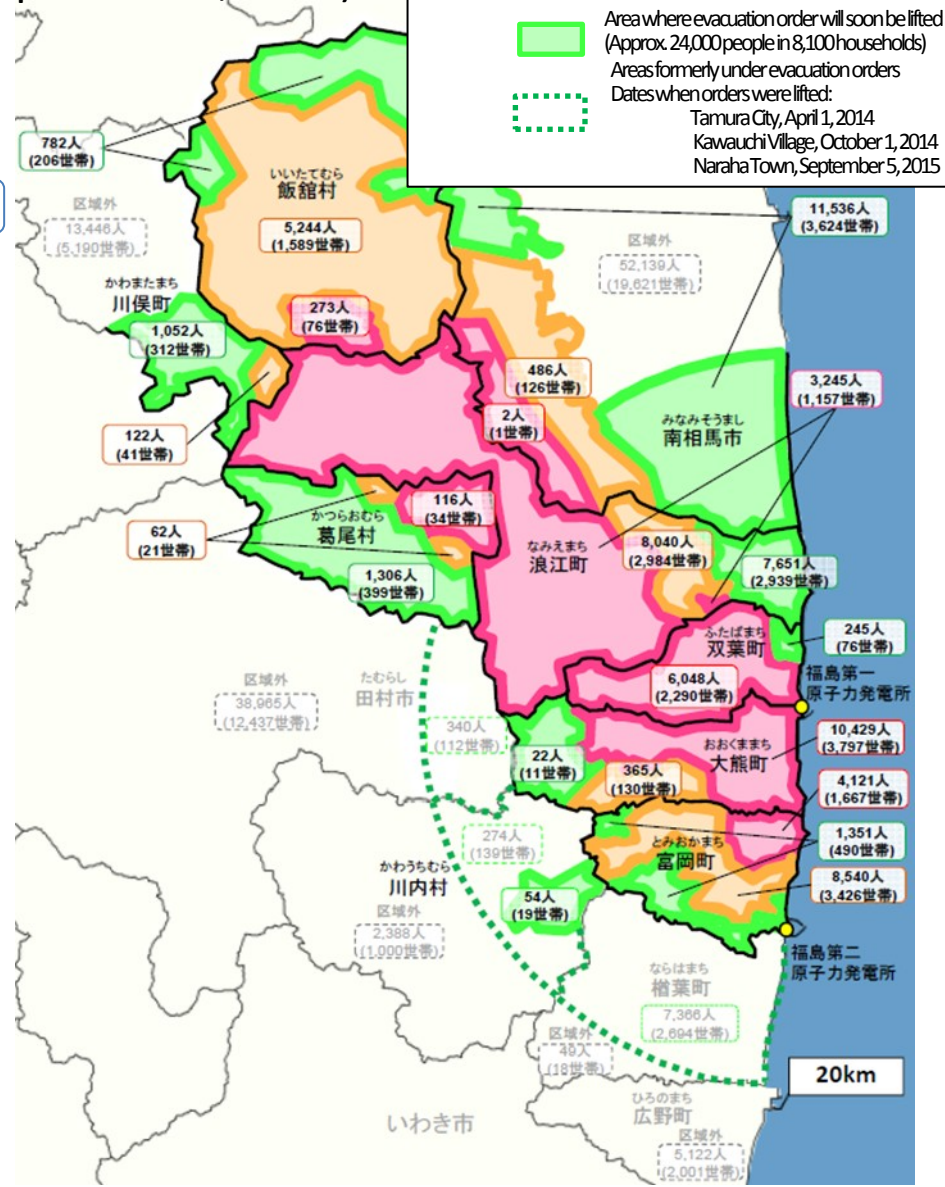 Area where evacuation order will soon be lifted
(Approx. 24,000 people in 8,100 households)
Areas formerly under evacuation orders
Dates when orders were lifted:
Tamura City, April 1, 2014
Kawauchi Village, October 1, 2014
Naraha Town, September 5, 2015
782人
(206世帯)
いいたてむら
飯舘村
5,244人
(1,589世帯)
区域外
13,446人
(5,190世帯)
11,536人
(3,624世帯)
区域外
52,139人
(19,621世帯)
かわまたまち
川俣町
1,052人
(312世帯)
273人
(76世帯)
486人
(126世帯)
3,245人
(1,157世帯)
2人
(1世帯)
みなみそうまし
南相馬市
122人
(41世帯)
116人
(34世帯)
かつらおむら
葛尾村
62人
(21世帯)
なみえまち
浪江町
8,040人
(2,984世帯)
7,651人
(2,939世帯)
1,306人
(399世帯)
ふたばまち
双葉町
245人
(76世帯)
6,048人
(2,290世帯)
福島第一
原子力発電所
たむらし
田村市
区域外
38,965人
(12,437世帯)
340人
(112世帯)
22人
(11世帯)
おおくままち
大熊町
10,429人
(3,797世帯)
365人
(130世帯)
4,121人
(1,667世帯)
274人
(139世帯)
とみおかまち
富岡町
1,351人
(490世帯)
かわうちむら
川内村
8,540人
(3,426世帯)
54人
(19世帯)
区域外
2,388人
(1,000世帯)
福島第二
原子力発電所
ならはまち
楢葉町
7,366人
(2,694世帯)
区域外
49人
(18世帯)
20km
ひろのまち
広野町
いわき市
区域外
5,122人
(2,001世帯)